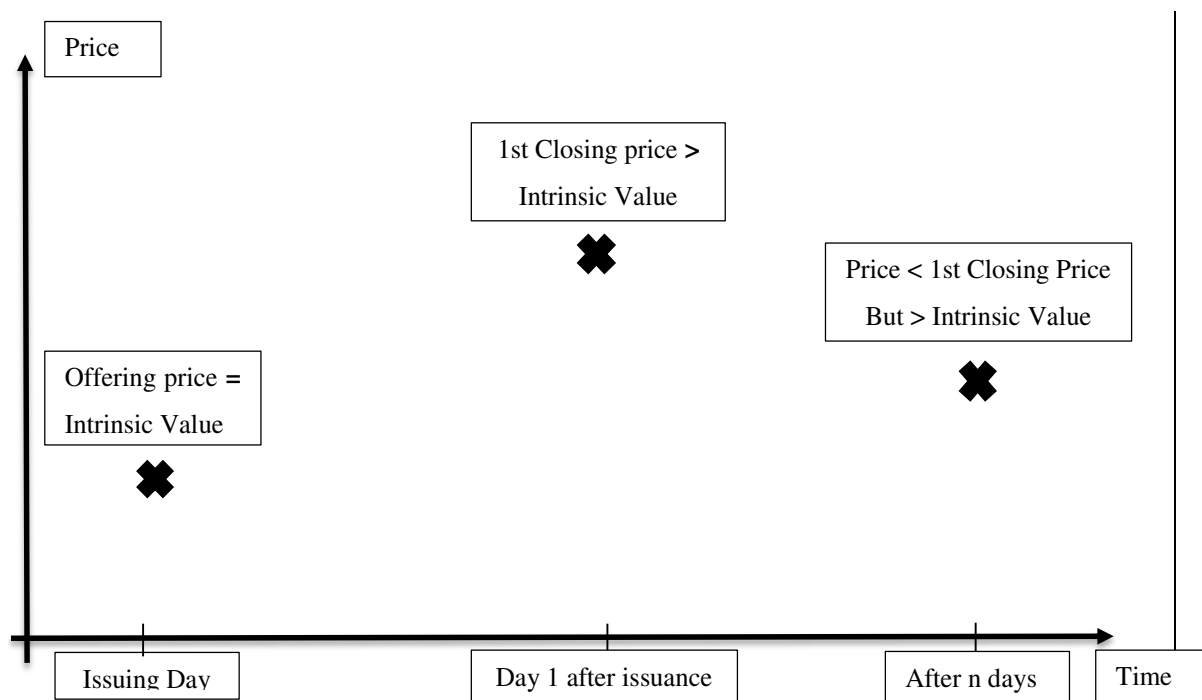 Price
1st Closing price >
Intrinsic Value
Price < 1st Closing Price
But > Intrinsic Value
Offering price =
Intrinsic Value
Issuing Day
Day 1 after issuance
After n days
Time